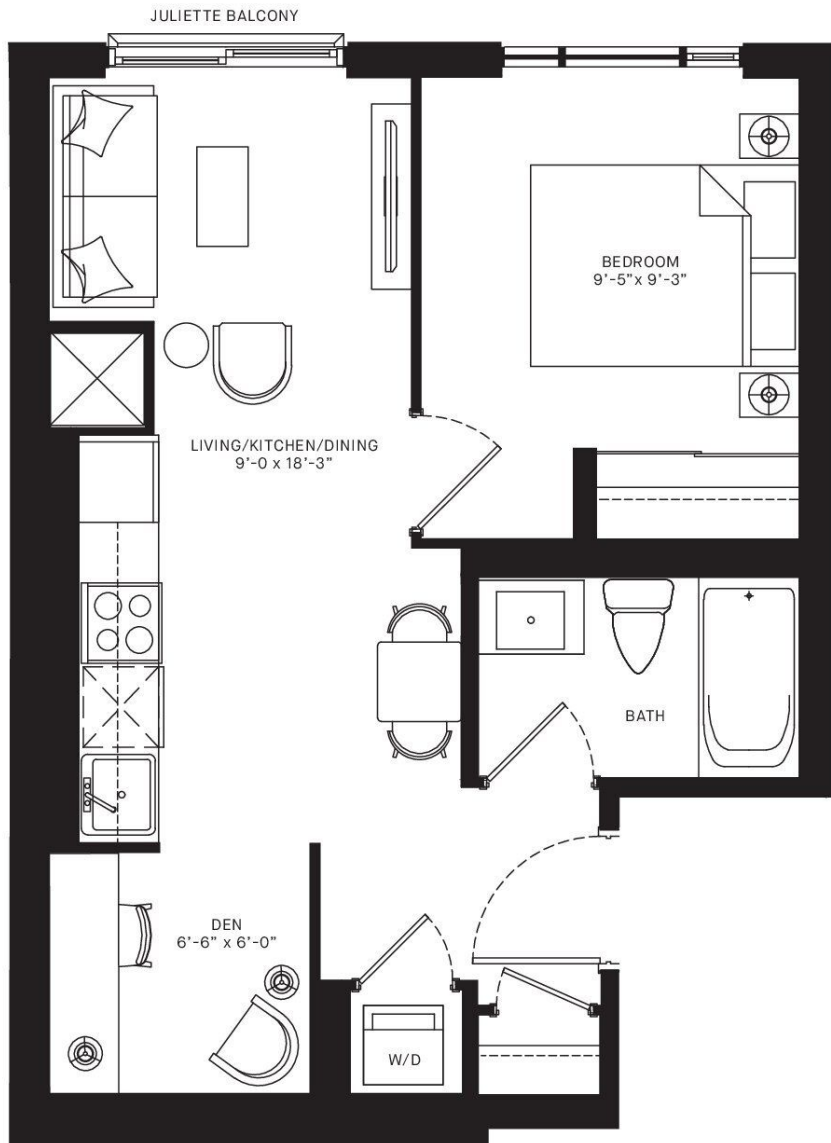 JULIETTE BALCONY
BEDROOM
9’-5” x 9’-3”
LIVING/KITCHEN/DINING
9’-0 x 18’-3”
BATH
DEN
6’-6” x 6’-0”
W/D